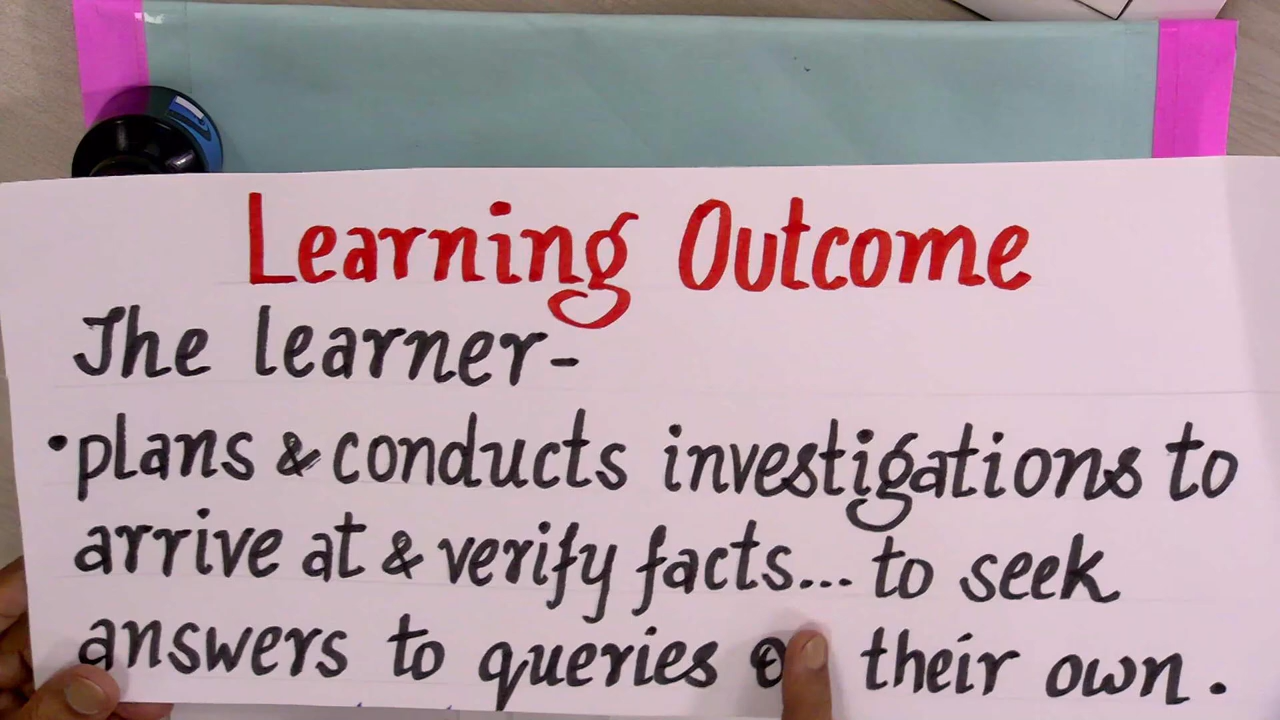 Learning Outcome
The learner-
•plans & conducts investigations to
arrive at & verify facts... to seek
answers to queries their own.